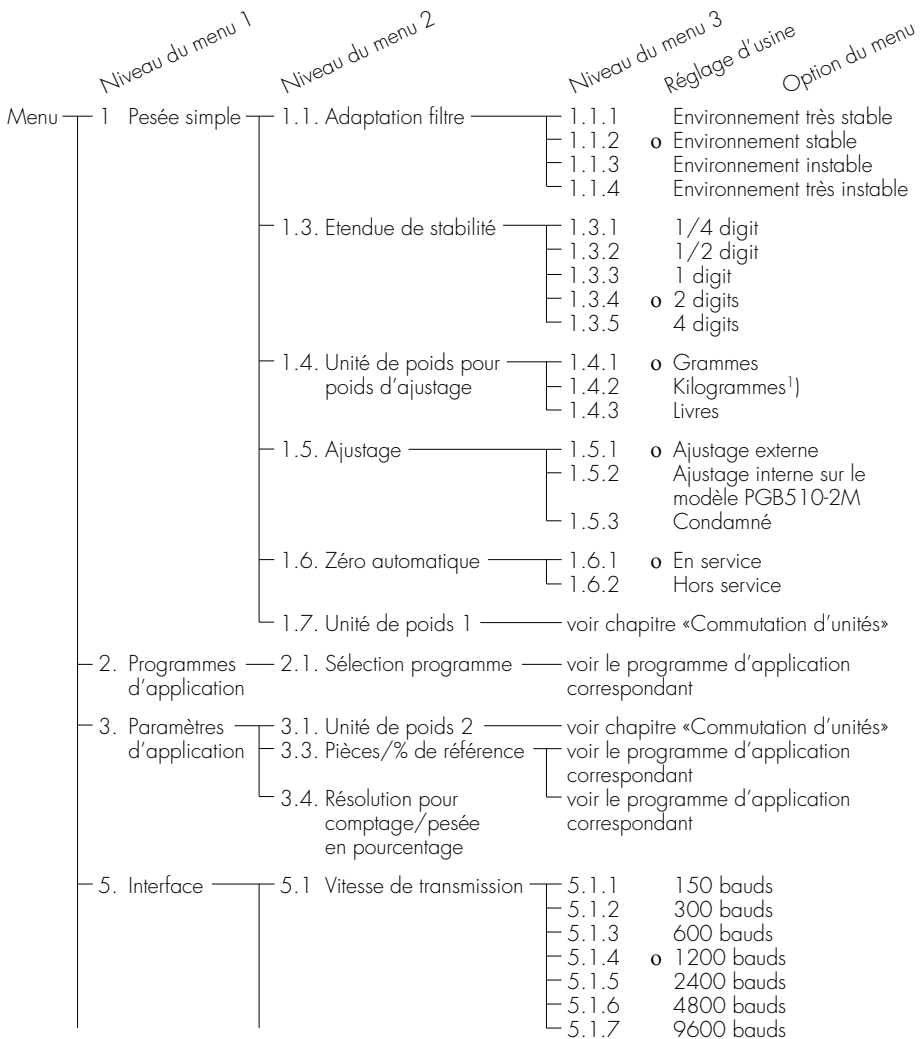 Niveau du menu 1 Niveau du menu 2 Niveau du menu 3 Réglage d'usine Option du menu
Menu 1 Pesée simple 1.1. Adaptation filtre 1.1.1 Environnement très stable
1.1.2 o Environnement stable
1.1.3 Environnement instable
1.1.4 Environnement très instable
1.3. Etendue de stabilité 1.3.1 1/4 digit
1.3.2 1/2 digit
1.3.3 1 digit
1.3.4 o 2 digits
1.3.5 4 digits
1.4. Unité de poids pour 1.4.1 o Grammes
poids d'ajustage 1.4.2 Kilogrammes1)
1.4.3 Livres
1.5. Ajustage 1.5.1 o Ajustage externe
1.5.2 Ajustage interne sur le
modèle PGB510-2M
1.5.3 Condamné
1.6. Zéro automatique 1.6.1 o En service
1.6.2 Hors service
1.7. Unité de poids 1 voir chapitre «Commutation d'unités»
2. Programmes 2.1. Sélection programme voir le programme d'application
d'application correspondant
3. Paramètres 3.1. Unité de poids 2 voir chapitre «Commutation d'unités»
d'application 3.3. Pièces/% de référence voir le programme d'application
correspondant
3.4. Résolution pour voir le programme d'application
comptage/pesée correspondant
en pourcentage
5. Interface 5.1 Vitesse de transmission 5.1.1 150 bauds
5.1.2 300 bauds
5.1.3 600 bauds
5.1.4 o 1200 bauds
5.1.5 2400 bauds
5.1.6 4800 bauds
5.1.7 9600 bauds